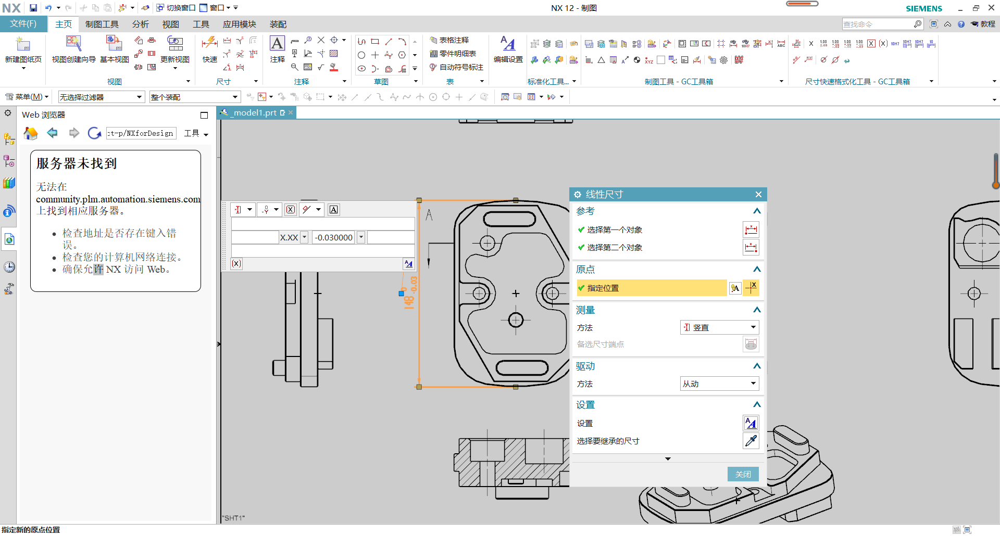 NX
切换窗口
窗口
NX 12 - 制图
SIEMENS
文件(F)
主页
制图工具
分析
视图
工具
应用模块
装配
查找命令
教程
新建图纸页
视图创建向导
基本视图
更新视图
快速
注释
表格注释
零件明细表
自动符号标注
编辑设置
视图
尺寸
注释
草图
表
标准化工具...
制图工具 - GC工具箱
尺寸快速格式化工具 - GC工具箱
菜单(M)
无选择过滤器
整个装配
Web 浏览器
_model1.prt
ct-p/NXforDesign
工具
服务器未找到
无法在
community.plm.automation.siemens.com
上找到相应服务器。
检查地址是否存在键入错
误。
检查您的计算机网络连接。
确保允许 NX 访问 Web。
X.XX
-0.030000
A
148
0
-0.03
线性尺寸
参考
选择第一个对象
选择第二个对象
原点
指定位置
测量
方法
竖直
备选尺寸端点
驱动
方法
从动
设置
设置
选择要继承的尺寸
关闭
"SHT1"
指定新的原点位置